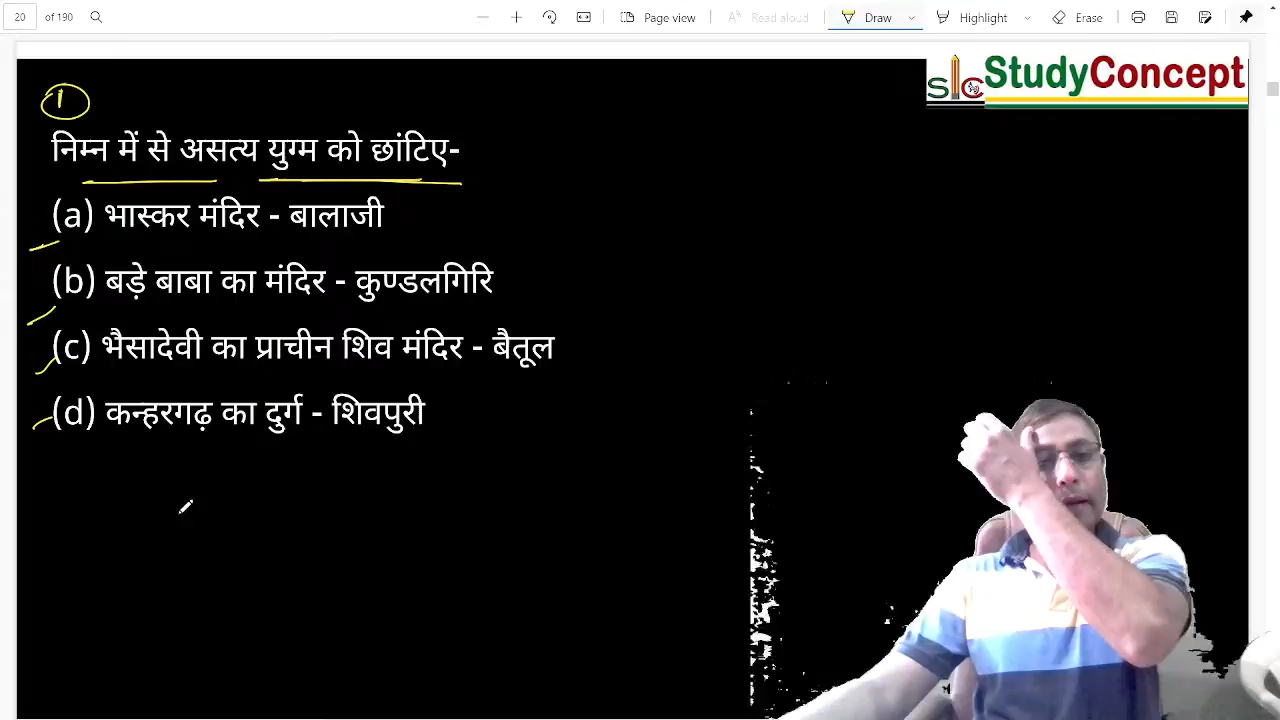 20 of 190 Page view Read aloud Draw Highlight Erase
StudyConcept
SC
1
निम्न में से असत्य युग्म को छांटिए-
(a) भास्कर मंदिर - बालाजी
(b) बड़े बाबा का मंदिर - कुण्डलगिरि
(c) भैसादेवी का प्राचीन शिव मंदिर - बैतूल
(d) कन्हरगढ़ का दुर्ग - शिवपुरी